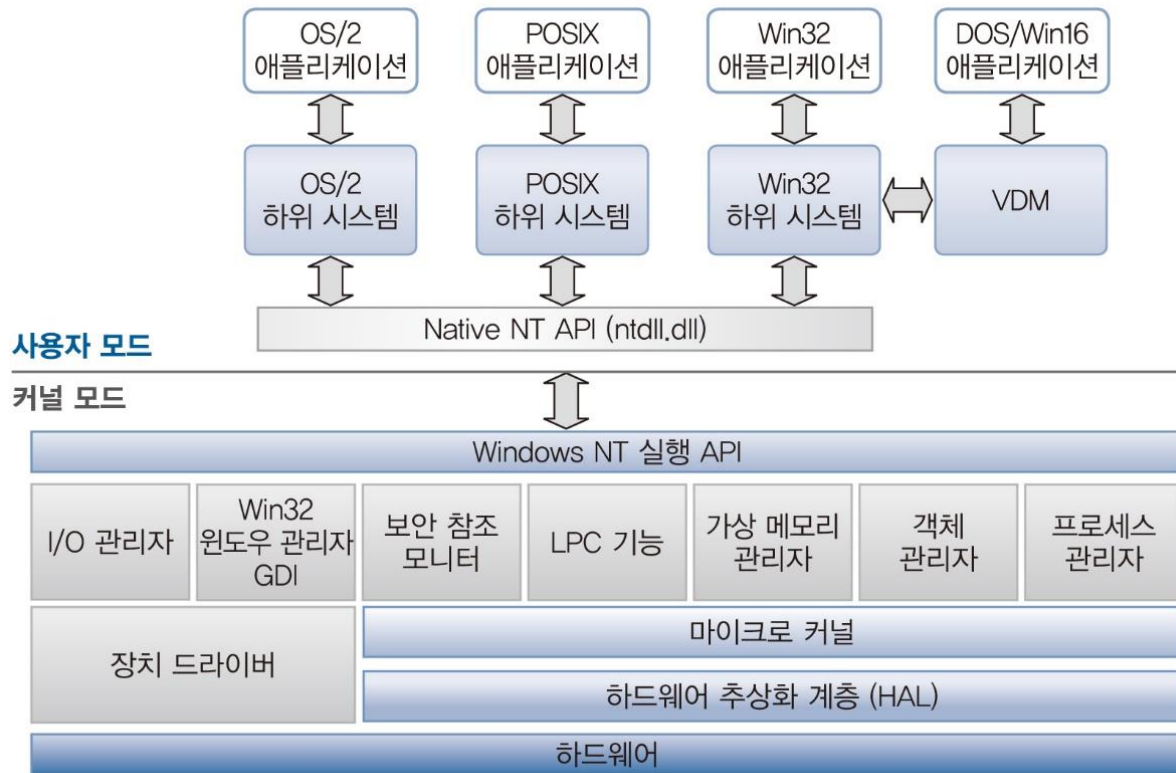 OS/2
애플리케이션
POSIX
애플리케이션
Win32
애플리케이션
DOS/Win16
애플리케이션
OS/2
하위 시스템
POSIX
하위 시스템
Win32
하위 시스템
VDM
Native NT API (ntdll.dll)
사용자 모드
커널 모드
Windows NT 실행 API
I/O 관리자
Win32
윈도우 관리자
GDI
보안 참조
모니터
LPC 기능
가상 메모리
관리자
객체
관리자
프로세스
관리자
장치 드라이버
마이크로 커널
하드웨어 추상화 계층 (HAL)
하드웨어